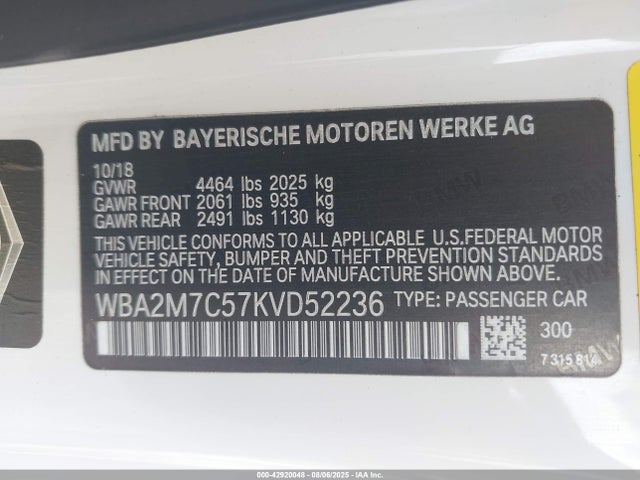 MFD BY BAYERISCHE MOTOREN WERKE AG
10/18
GVWR 4464 lbs 2025 kg
GAWR FRONT 2061 lbs 935 kg
GAWR REAR 2491 lbs 1130 kg
THIS VEHICLE CONFORMS TO ALL APPLICABLE U.S.FEDERAL MOTOR
VEHICLE SAFETY, BUMPER AND THEFT PREVENTION STANDARDS
IN EFFECT ON THE DATE OF MANUFACTURE SHOWN ABOVE.
WBA2M7C57KVD52236 TYPE: PASSENGER CAR
300
7 315 814
BMW
000-42920048 - 08/06/2025 - IAA Inc.